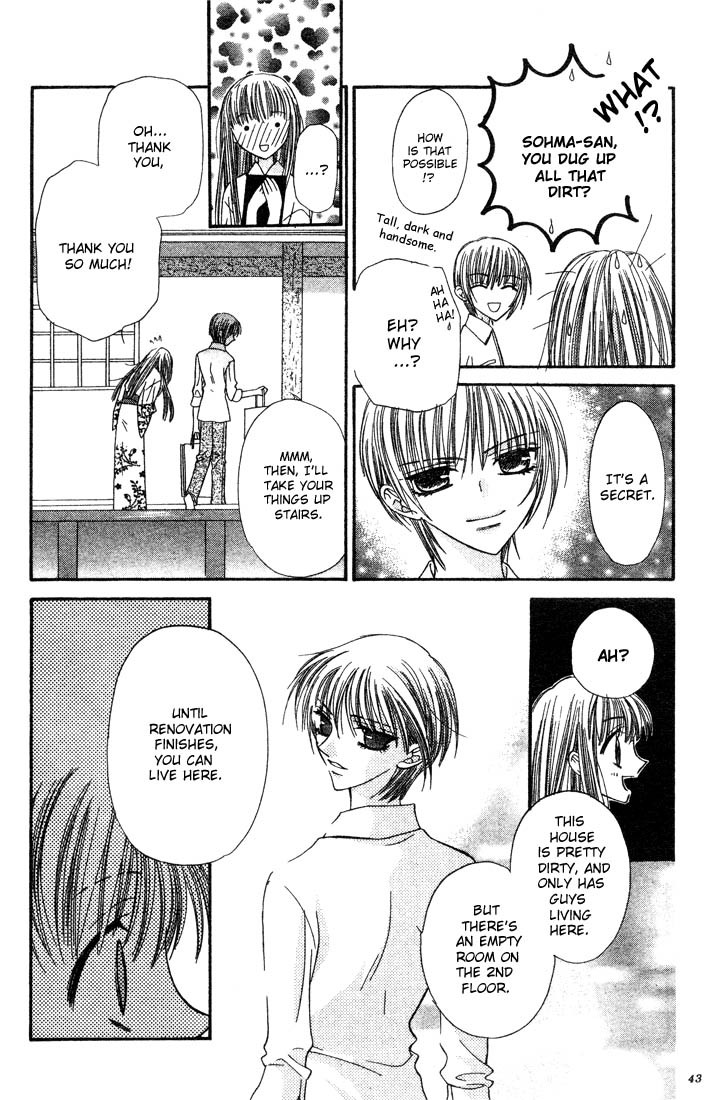 WHAT
!?
SOHMA-SAN,
YOU DUG UP
ALL THAT
DIRT?
HOW
IS THAT
POSSIBLE
!?
Tall, dark and
handsome.
AH
HA
HA!
EH?
WHY
...?
...?
OH...
THANK
YOU,
THANK YOU
SO MUCH!
MMM,
THEN, I'LL
TAKE YOUR
THINGS UP
STAIRS.
IT'S A
SECRET.
AH?
THIS
HOUSE
IS PRETTY
DIRTY, AND
ONLY HAS
GUYS
LIVING
HERE.
BUT
THERE'S
AN EMPTY
ROOM ON
THE 2ND
FLOOR.
UNTIL
RENOVATION
FINISHES,
YOU CAN
LIVE HERE.
43